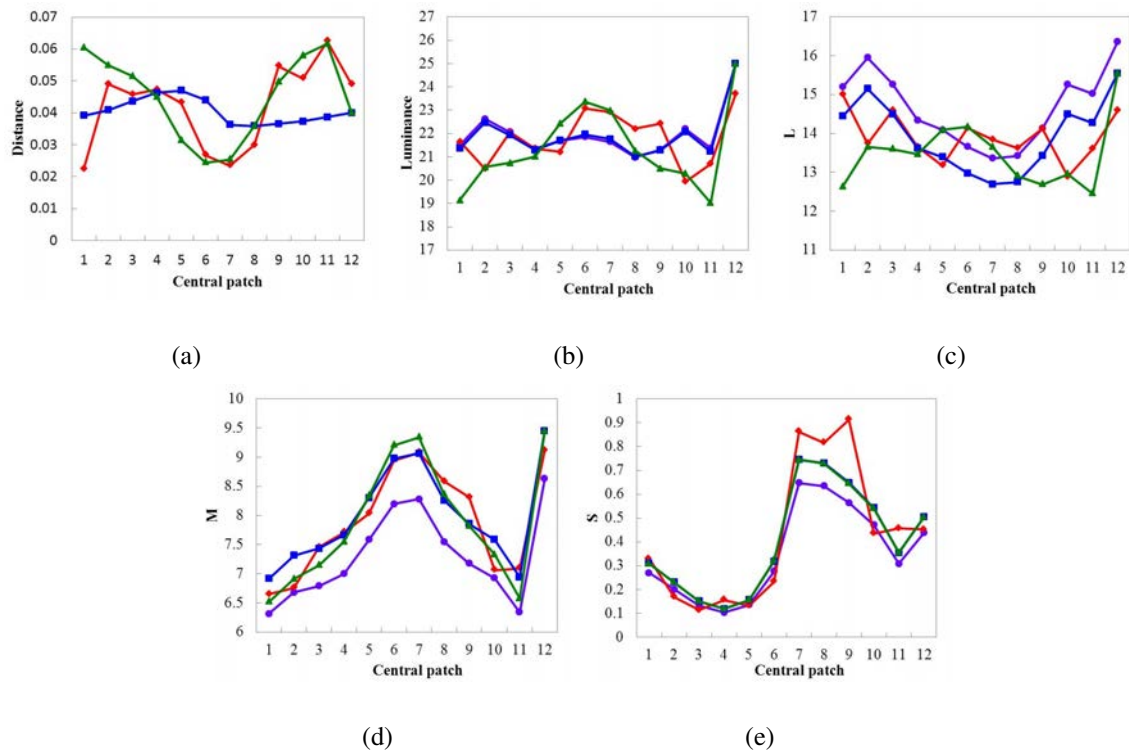 0.07
0.06
0.05
0.04
0.03
0.02
0.01
0
Distance
1 2 3 4 5 6 7 8 9 10 11 12
Central patch
(a)
27
26
25
24
23
22
21
20
19
18
17
Luminance
1 2 3 4 5 6 7 8 9 10 11 12
Central patch
(b)
17
16
15
14
13
12
11
L
1 2 3 4 5 6 7 8 9 10 11 12
Central patch
(c)
10
9.5
9
8.5
8
7.5
7
6.5
6
M
1 2 3 4 5 6 7 8 9 10 11 12
Central patch
(d)
1
0.9
0.8
0.7
0.6
0.5
0.4
0.3
0.2
0.1
0
S
1 2 3 4 5 6 7 8 9 10 11 12
Central patch
(e)